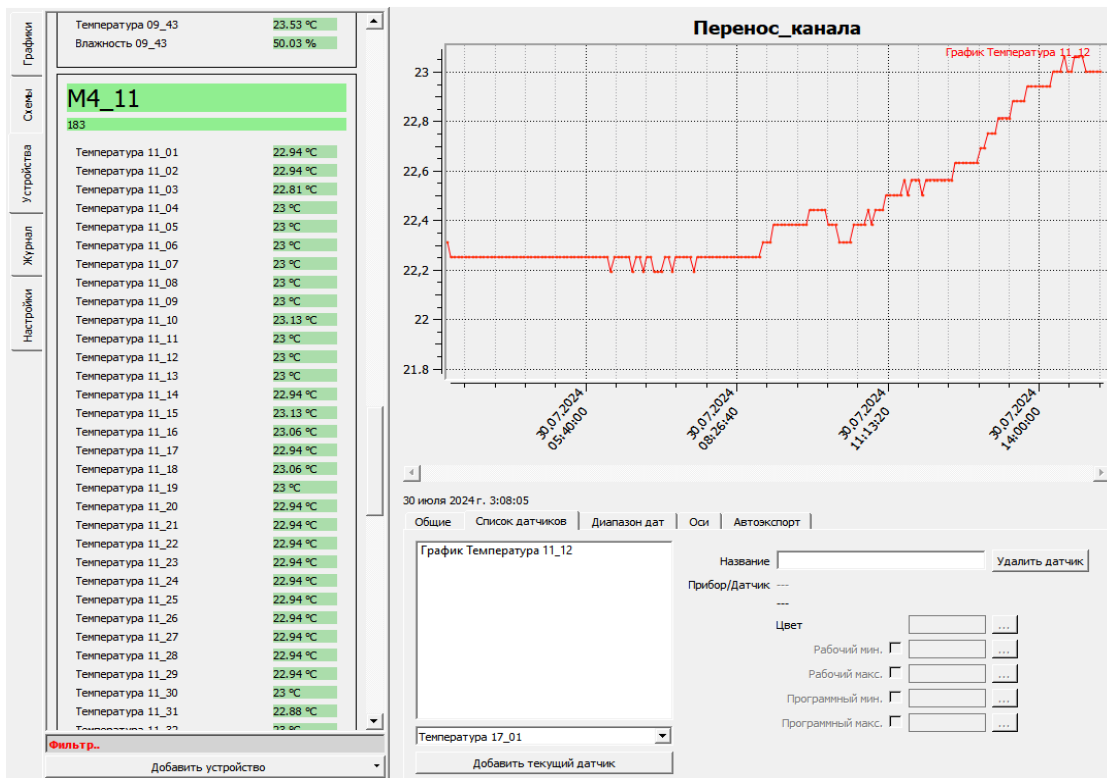 Графики
Схемы
Устройства
Журнал
Настройки
Температура 09_43 23.53 °C
Влажность 09_43 50.03 %
М4_11
183
Температура 11_01 22.94 °C
Температура 11_02 22.94 °C
Температура 11_03 22.81 °C
Температура 11_04 23 °C
Температура 11_05 23 °C
Температура 11_06 23 °C
Температура 11_07 23 °C
Температура 11_08 23 °C
Температура 11_09 23 °C
Температура 11_10 23.13 °C
Температура 11_11 23 °C
Температура 11_12 23 °C
Температура 11_13 23 °C
Температура 11_14 22.94 °C
Температура 11_15 23.13 °C
Температура 11_16 23.06 °C
Температура 11_17 22.94 °C
Температура 11_18 23.06 °C
Температура 11_19 23 °C
Температура 11_20 22.94 °C
Температура 11_21 22.94 °C
Температура 11_22 22.94 °C
Температура 11_23 22.94 °C
Температура 11_24 22.94 °C
Температура 11_25 22.94 °C
Температура 11_26 22.94 °C
Температура 11_27 22.94 °C
Температура 11_28 22.94 °C
Температура 11_29 22.94 °C
Температура 11_30 23 °C
Температура 11_31 22.88 °C
Температура 11_32 23 °C
Фильтр..
Добавить устройство
Перенос_канала
График Температура 11_12
23
22,8
22,6
22,4
22,2
22
21.8
30.07.2024
05:40:00
30.07.2024
08:26:40
30.07.2024
11:13:20
30.07.2024
14:00:00
30 июля 2024 г. 3:08:05
Общие Список датчиков Диапазон дат Оси Автоэкспорт
График Температура 11_12
Температура 17_01
Добавить текущий датчик
Название Удалить датчик
Прибор/Датчик ---
---
Цвет ...
Рабочий мин. ...
Рабочий макс. ...
Программный мин. ...
Программный макс. ...